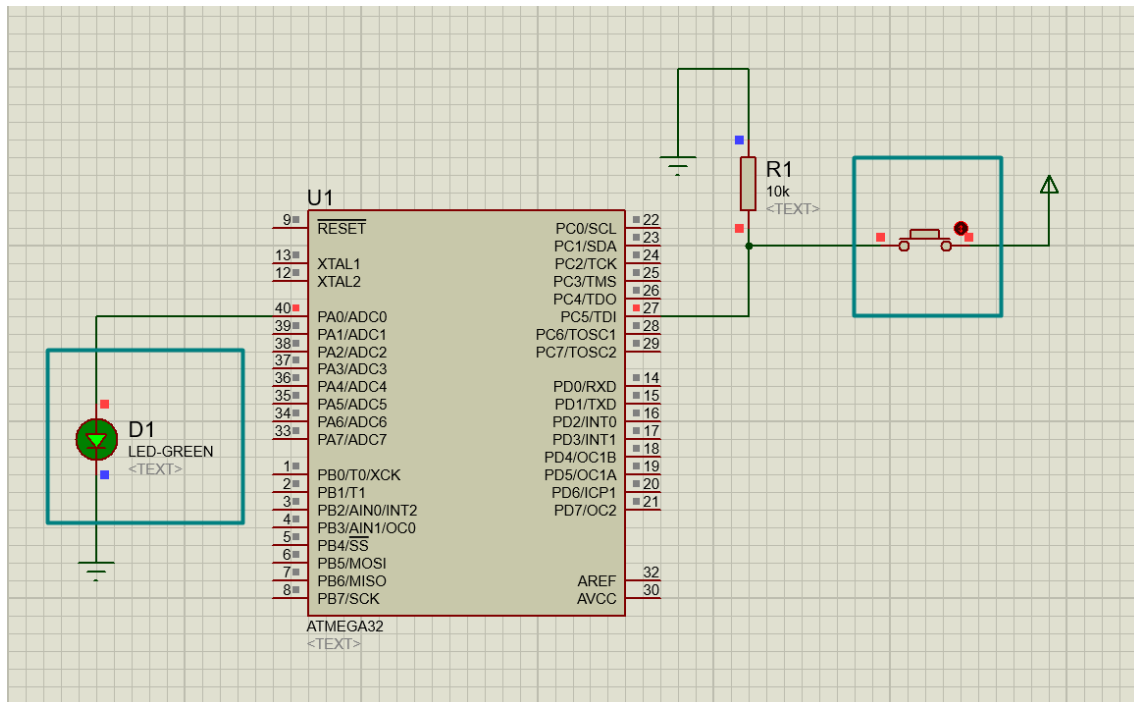 U1
9
RESET
13
XTAL1
12
XTAL2
40
PA0/ADC0
39
PA1/ADC1
38
PA2/ADC2
37
PA3/ADC3
36
PA4/ADC4
35
PA5/ADC5
34
PA6/ADC6
33
PA7/ADC7
1
PB0/T0/XCK
2
PB1/T1
3
PB2/AIN0/INT2
4
PB3/AIN1/OC0
5
PB4/SS
6
PB5/MOSI
7
PB6/MISO
8
PB7/SCK
22
PC0/SCL
23
PC1/SDA
24
PC2/TCK
25
PC3/TMS
26
PC4/TDO
27
PC5/TDI
28
PC6/TOSC1
29
PC7/TOSC2
14
PD0/RXD
15
PD1/TXD
16
PD2/INT0
17
PD3/INT1
18
PD4/OC1B
19
PD5/OC1A
20
PD6/ICP1
21
PD7/OC2
32
AREF
30
AVCC
ATMEGA32
<TEXT>
D1
LED-GREEN
<TEXT>
R1
10k
<TEXT>